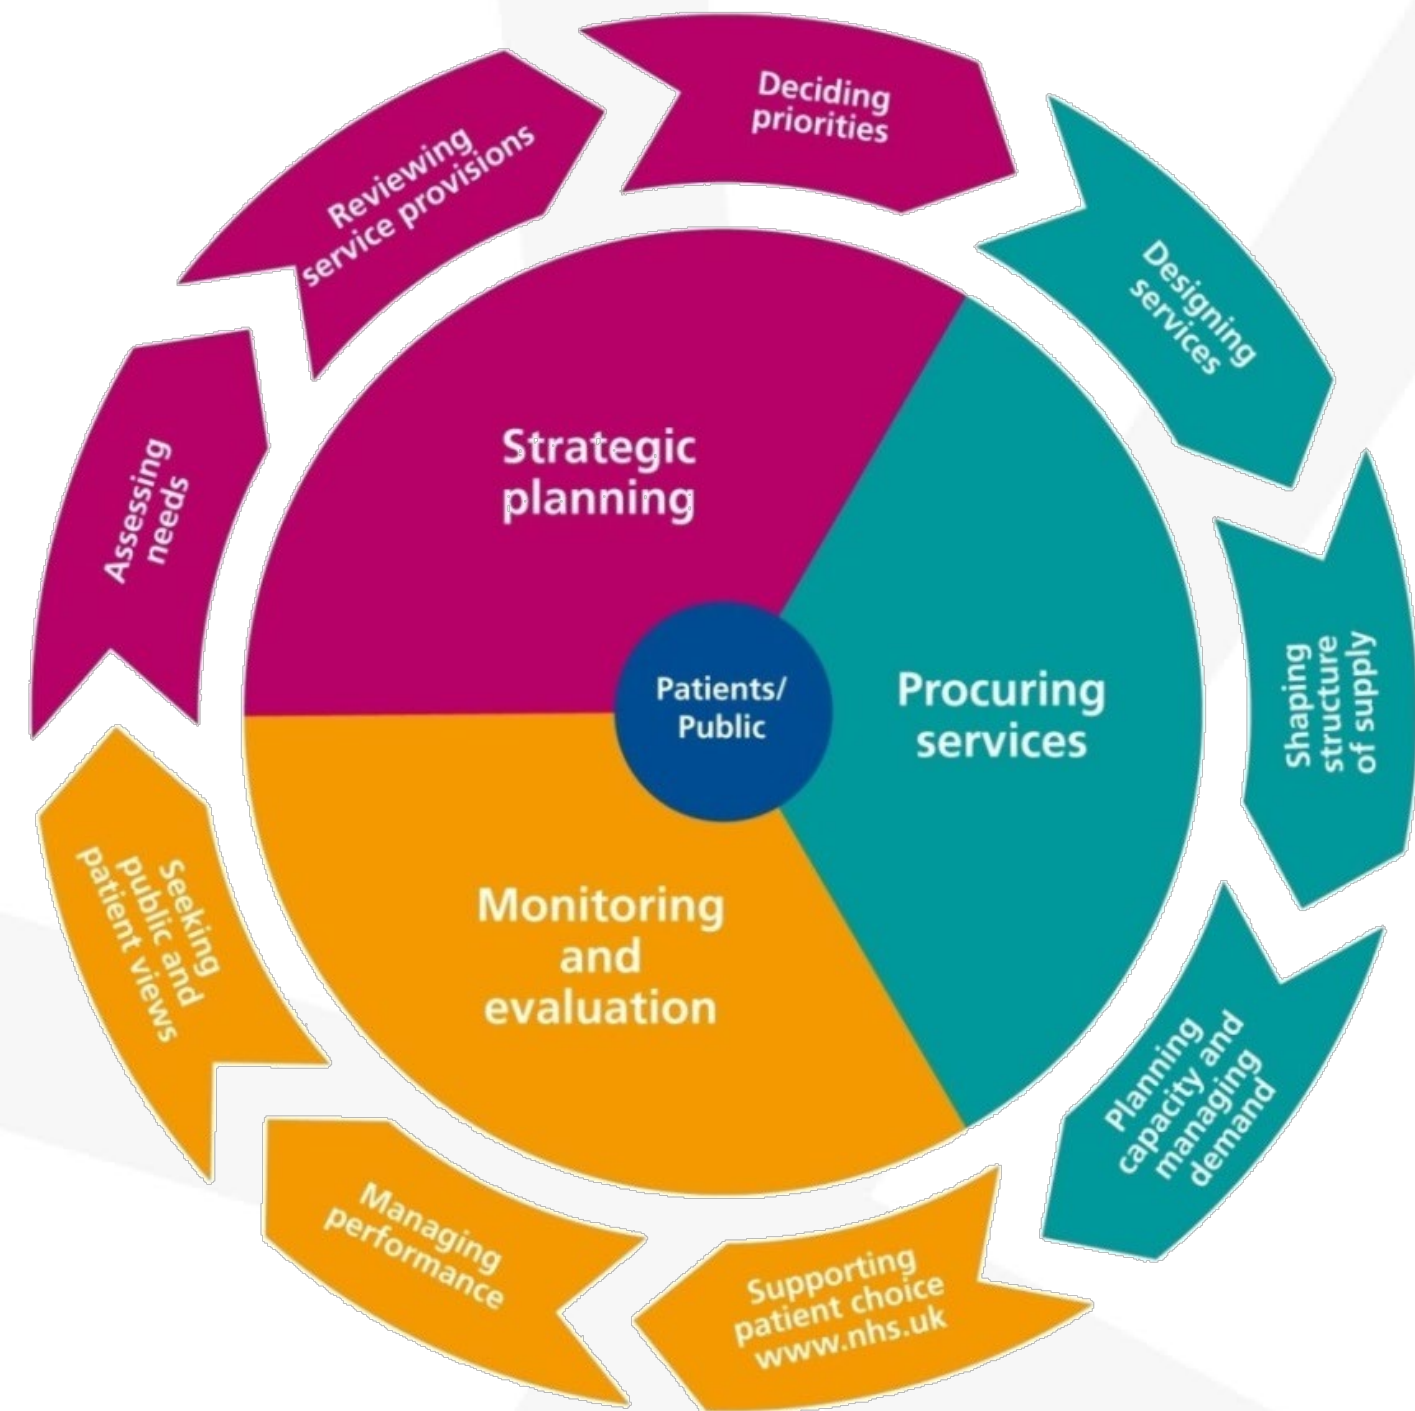 Deciding
priorities
Designing
services
Shaping
structure
of supply
Planning
capacity and
managing
demand
Supporting
patient choice
www.nhs.uk
Managing
performance
Seeking
public and
patient views
Assessing
needs
Reviewing
service provisions
Strategic
planning
Procuring
services
Monitoring
and
evaluation
Patients/
Public